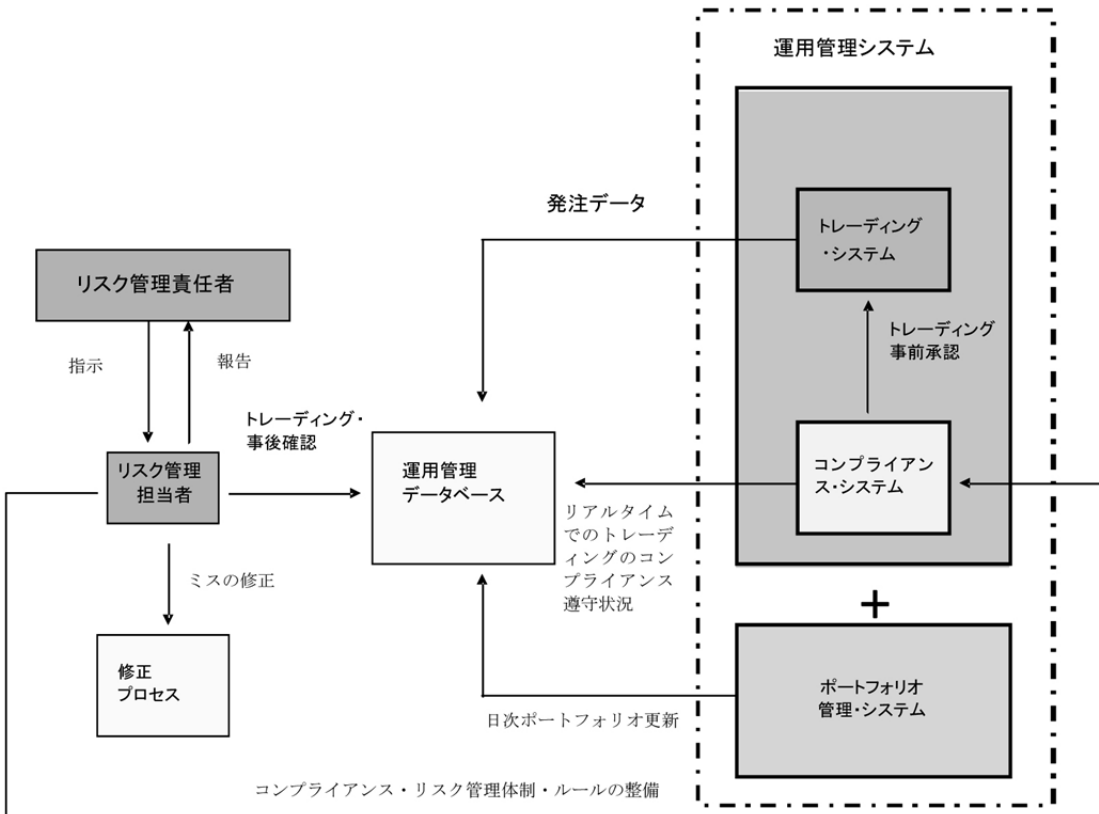 運用管理システム
発注データ
トレーディング
・システム
リスク管理責任者
トレーディング
事前承認
指示
報告
トレーディング・
事後確認
リスク管理
担当者
運用管理
データベース
コンプライアン
ス・システム
リアルタイム
でのトレーデ
ィングのコン
プライアンス
遵守状況
ミスの修正
+
修正
プロセス
ポートフォリオ
管理・システム
日次ポートフォリオ更新
コンプライアンス・リスク管理体制・ルールの整備